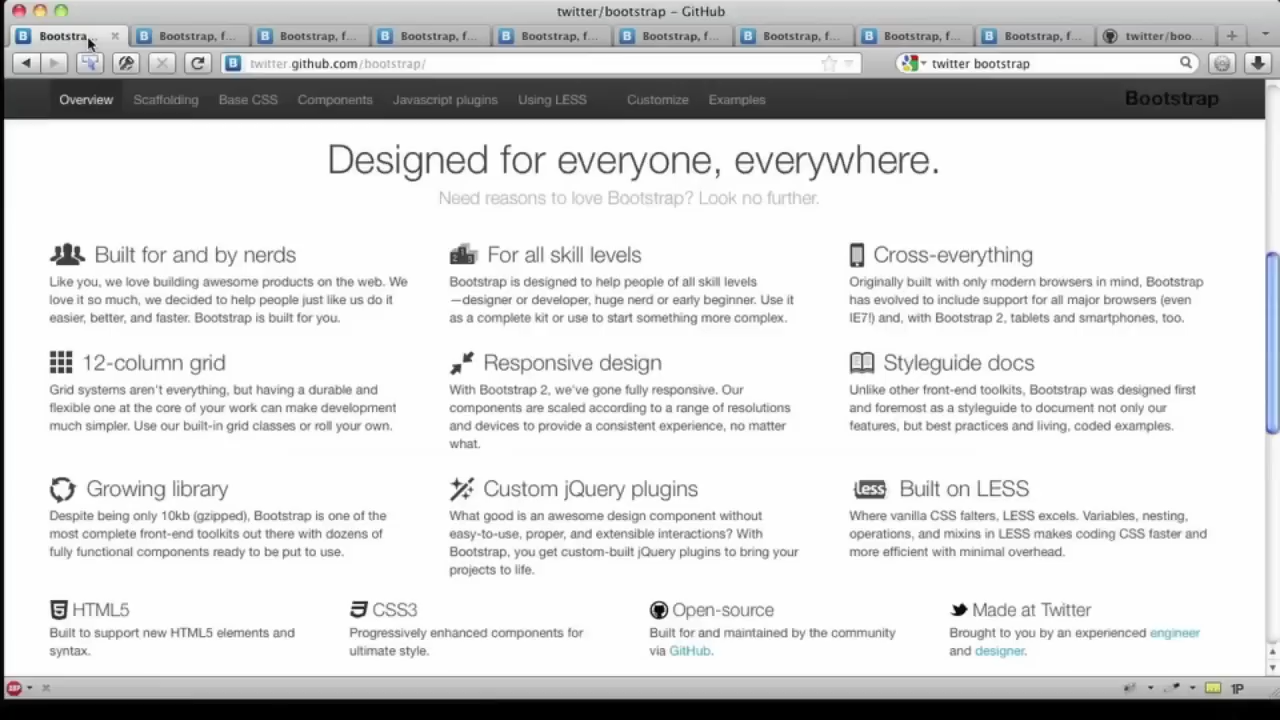 twitter/bootstrap – GitHub
Bootstra... Bootstrap, f... Bootstrap, f... Bootstrap, f... Bootstrap, f... Bootstrap, f... Bootstrap, f... Bootstrap, f... Bootstrap, f... twitter/boo...
twitter.github.com/bootstrap/ twitter bootstrap
Overview Scaffolding Base CSS Components Javascript plugins Using LESS Customize Examples Bootstrap
Designed for everyone, everywhere.
Need reasons to love Bootstrap? Look no further.
Built for and by nerds
Like you, we love building awesome products on the web. We
love it so much, we decided to help people just like us do it
easier, better, and faster. Bootstrap is built for you.
For all skill levels
Bootstrap is designed to help people of all skill levels
—designer or developer, huge nerd or early beginner. Use it
as a complete kit or use to start something more complex.
Cross-everything
Originally built with only modern browsers in mind, Bootstrap
has evolved to include support for all major browsers (even
IE7!) and, with Bootstrap 2, tablets and smartphones, too.
12-column grid
Grid systems aren't everything, but having a durable and
flexible one at the core of your work can make development
much simpler. Use our built-in grid classes or roll your own.
Responsive design
With Bootstrap 2, we've gone fully responsive. Our
components are scaled according to a range of resolutions
and devices to provide a consistent experience, no matter
what.
Styleguide docs
Unlike other front-end toolkits, Bootstrap was designed first
and foremost as a styleguide to document not only our
features, but best practices and living, coded examples.
Growing library
Despite being only 10kb (gzipped), Bootstrap is one of the
most complete front-end toolkits out there with dozens of
fully functional components ready to be put to use.
Custom jQuery plugins
What good is an awesome design component without
easy-to-use, proper, and extensible interactions? With
Bootstrap, you get custom-built jQuery plugins to bring your
projects to life.
{less}
Built on LESS
Where vanilla CSS falters, LESS excels. Variables, nesting,
operations, and mixins in LESS makes coding CSS faster and
more efficient with minimal overhead.
HTML5
Built to support new HTML5 elements and
syntax.
CSS3
Progressively enhanced components for
ultimate style.
Open-source
Built for and maintained by the community
via GitHub.
Made at Twitter
Brought to you by an experienced engineer
and designer.
ABP 1P